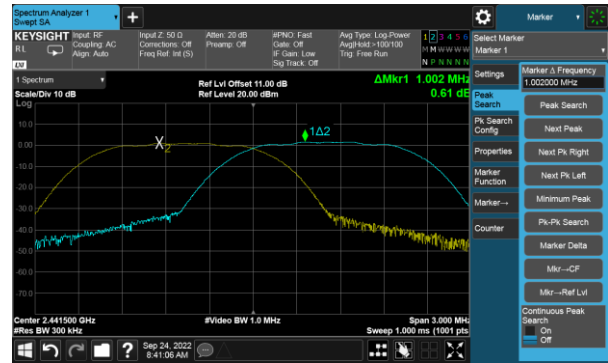 Spectrum Analyzer 1
Swept SA
+
Marker
KEYSIGHT Input: RF Input Z: 50 Ω Atten: 20 dB #PNO: Fast Avg Type: Log-Power 1 2 3 4 5 6
R L Coupling: AC Corrections: Off Preamp: Off Gate: Off Avg|Hold:>100/100 M M W W W W
Align: Auto Freq Ref: Int (S) IF Gain: Low Trig: Free Run
Sig Track: Off N P N N N N
LXI
Select Marker
Marker 1
1 Spectrum
Ref Lvl Offset 11.00 dB
ΔMkr1 1.002 MHz
Scale/Div 10 dB
Ref Level 20.00 dBm
0.61 dB
Log
10.0
0.00
-10.0
-20.0
-30.0
-40.0
-50.0
-60.0
-70.0
X2
1Δ2
Center 2.441500 GHz
#Video BW 1.0 MHz
Span 3.000 MHz
#Res BW 300 kHz
Sweep 1.000 ms (1001 pts)
Settings
Peak
Search
Pk Search
Config
Properties
Marker
Function
Marker→
Counter
Marker Δ Frequency
1.002000 MHz
Peak Search
Next Peak
Next Pk Right
Next Pk Left
Minimum Peak
Pk-Pk Search
Marker Delta
Mkr→CF
Mkr→Ref Lvl
Continuous Peak
Search
On
Off
?
Sep 24, 2022
8:41:06 AM